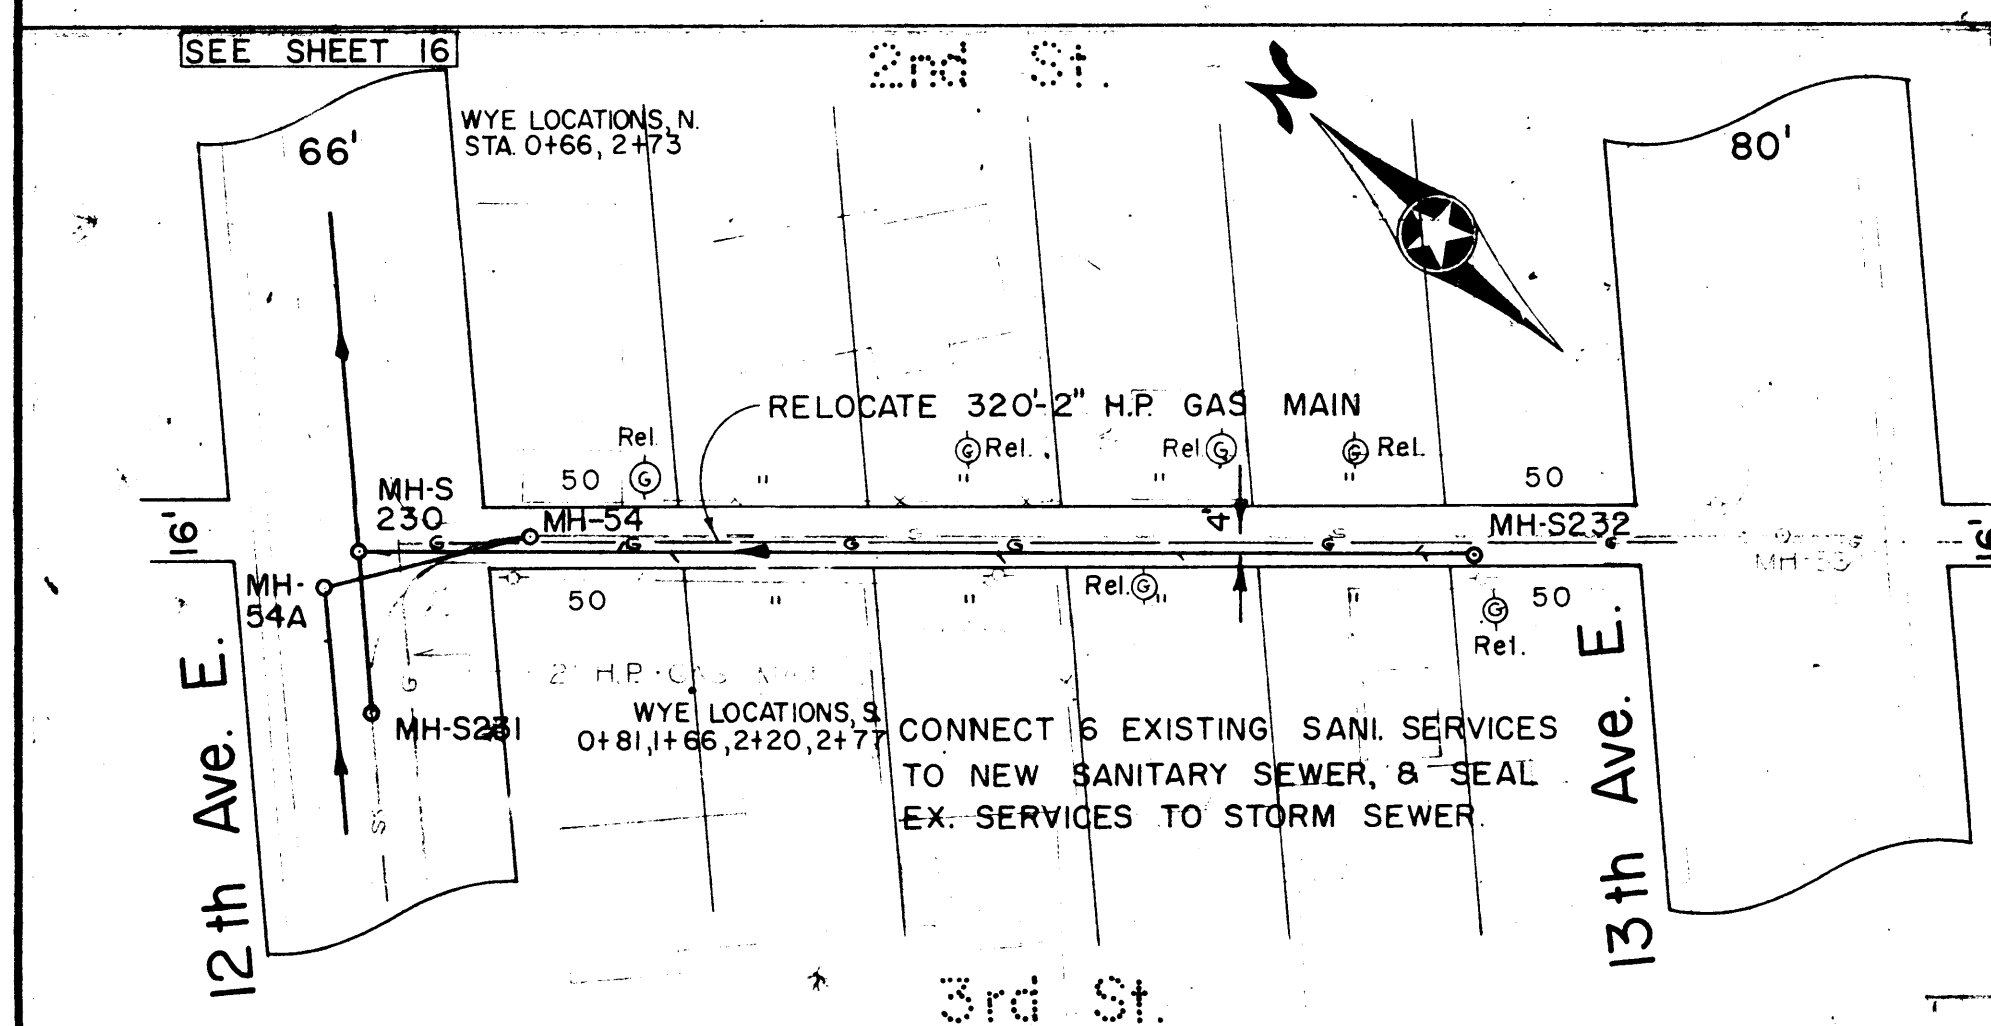 SEE SHEET 16
2nd St.
N
66'
WYE LOCATIONS, N.
STA. 0+66, 2+73
80'
RELOCATE 320'-2" H.P. GAS MAIN
Rel.
G
G Rel.
Rel. G
G Rel.
50
"
"
"
"
50
MH-S
230
MH-54
4'
MH-S232
16'
16'
G
G
G
G
S
G
S
G
G
MH-
54A
50
"
"
Rel. G
"
"
"
G
50
Rel.
12th Ave. E.
13th Ave. E.
G
2" H.P. GAS MAIN
MH-S231
WYE LOCATIONS, S.
0+81, 1+66, 2+20, 2+77
CONNECT 6 EXISTING SANI. SERVICES
TO NEW SANITARY SEWER, & SEAL
EX. SERVICES TO STORM SEWER.
S
3rd St.